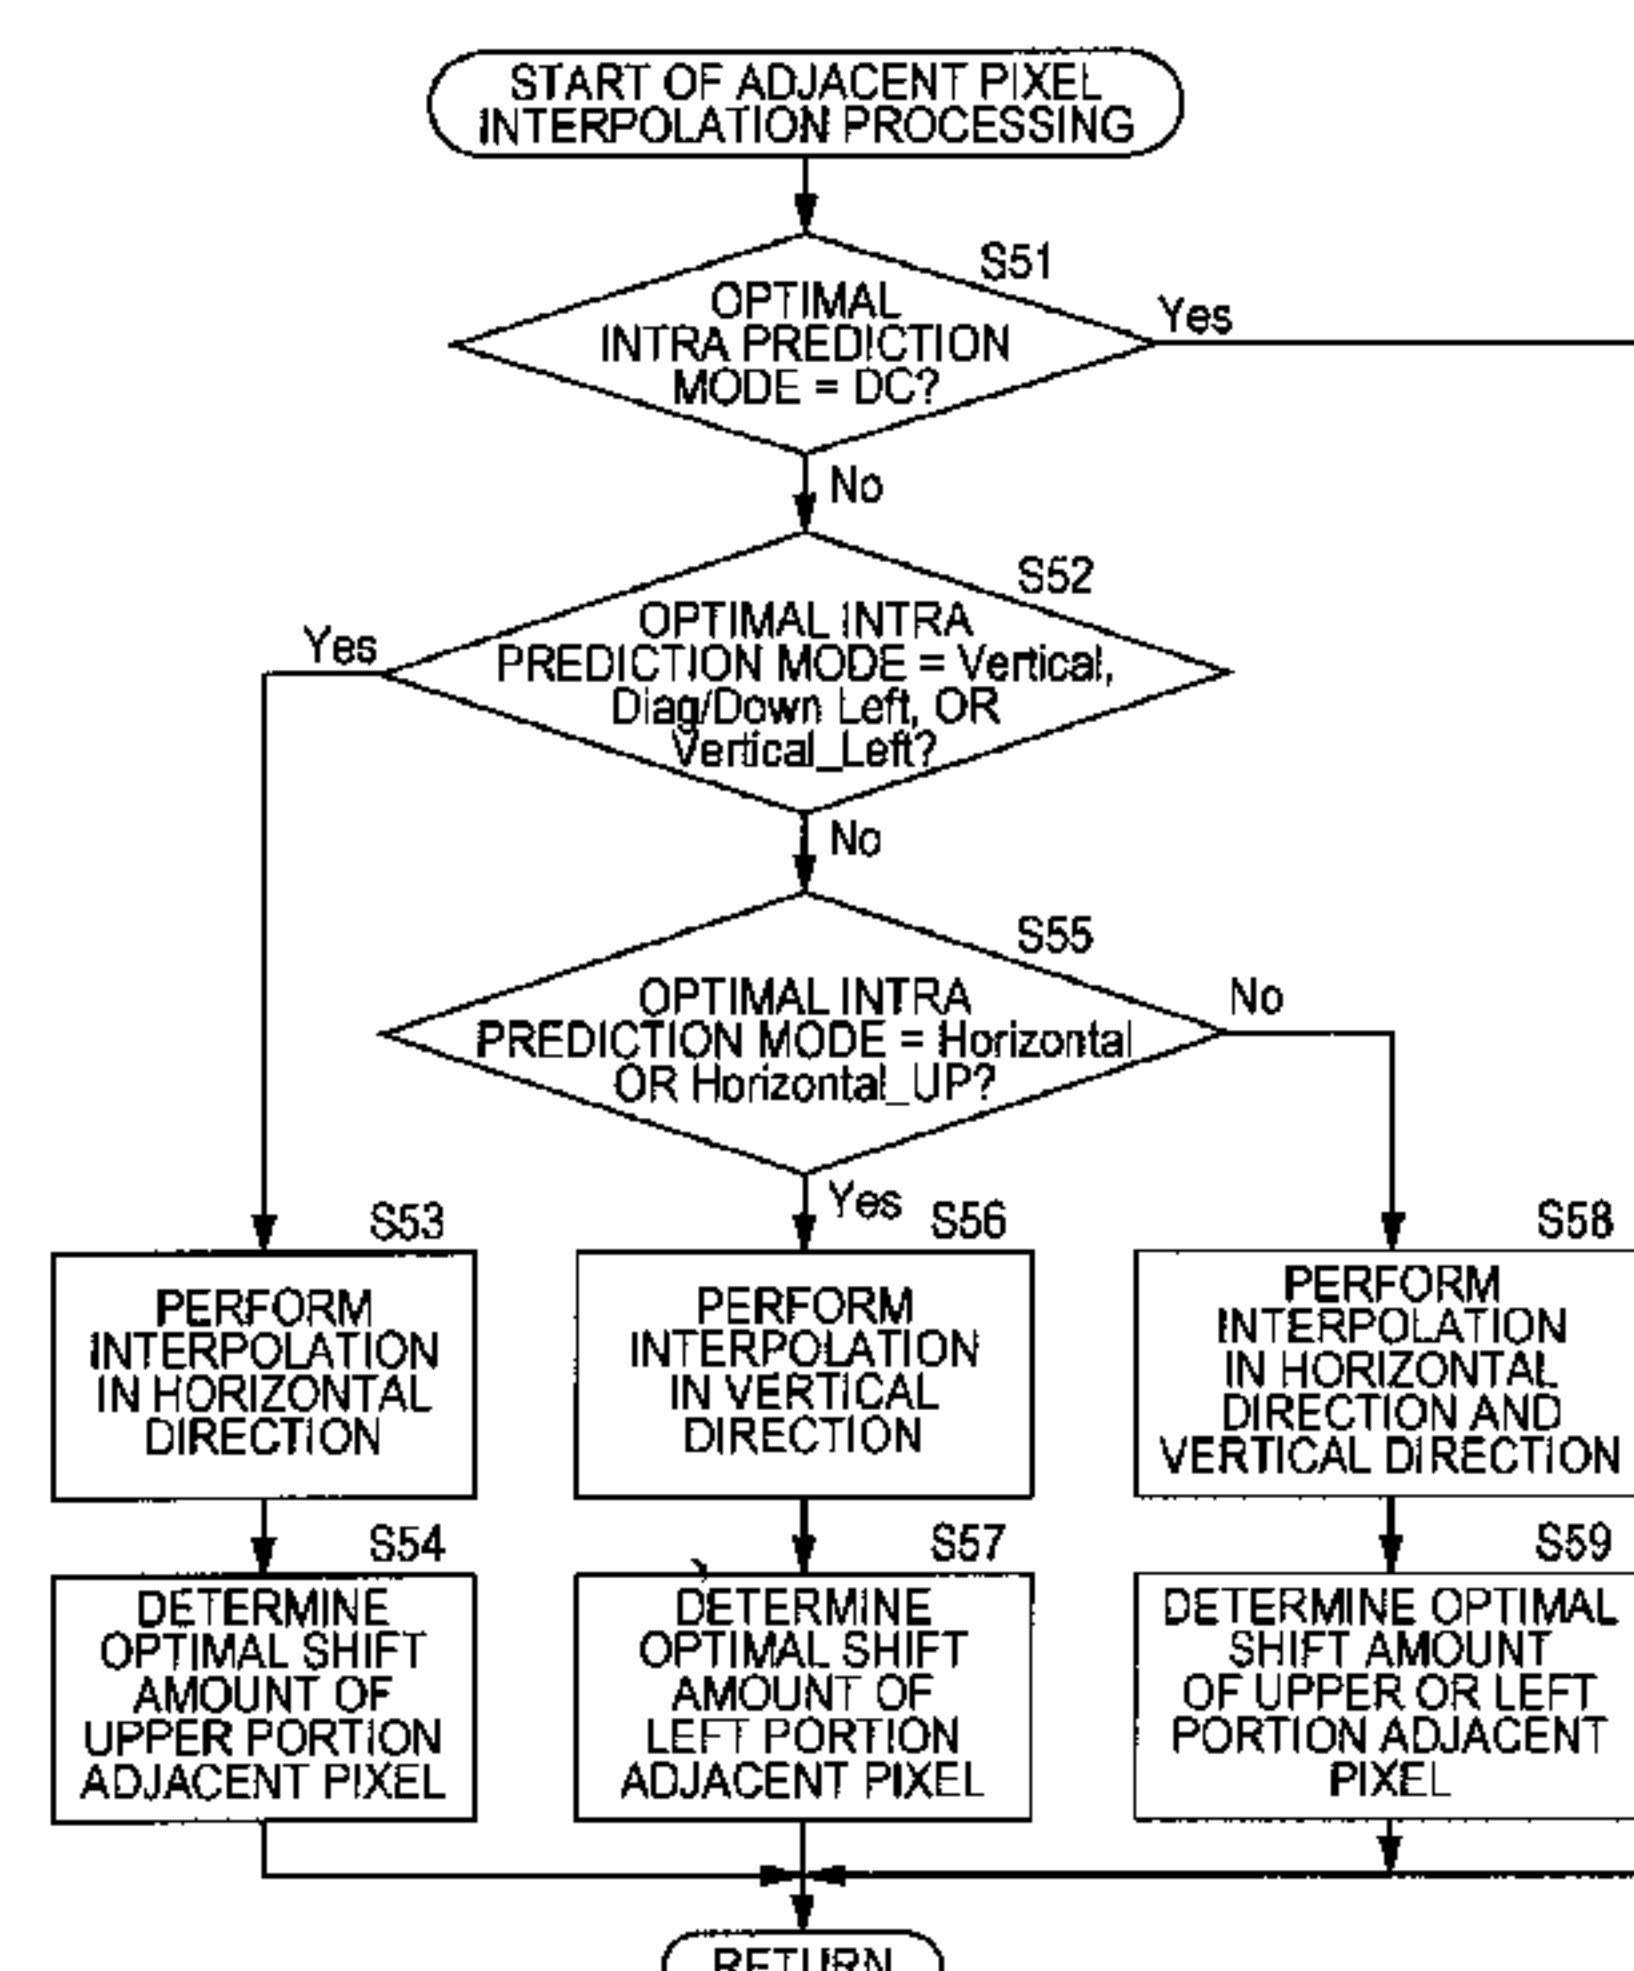 START OF ADJACENT PIXEL
INTERPOLATION PROCESSING
S51
OPTIMAL
INTRA PREDICTION
MODE = DC?
Yes
No
S52
OPTIMAL INTRA
PREDICTION MODE = Vertical,
Diag/Down Left, OR
Vertical_Left?
Yes
No
S55
OPTIMAL INTRA
PREDICTION MODE = Horizontal
OR Horizontal_UP?
No
Yes
S53
PERFORM
INTERPOLATION
IN HORIZONTAL
DIRECTION
S56
PERFORM
INTERPOLATION
IN VERTICAL
DIRECTION
S58
PERFORM
INTERPOLATION
IN HORIZONTAL
DIRECTION AND
VERTICAL DIRECTION
S54
DETERMINE
OPTIMAL SHIFT
AMOUNT OF
UPPER PORTION
ADJACENT PIXEL
S57
DETERMINE
OPTIMAL SHIFT
AMOUNT OF
LEFT PORTION
ADJACENT PIXEL
S59
DETERMINE OPTIMAL
SHIFT AMOUNT
OF UPPER OR LEFT
PORTION ADJACENT
PIXEL
RETURN